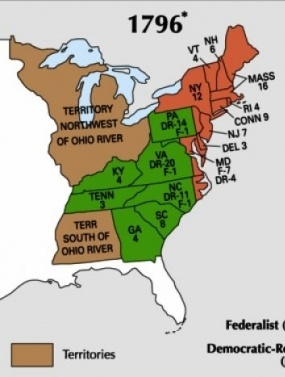 1796*
NH
6
VT
4
MASS
16
NY
12
RI 4
CONN 9
TERRITORY
NORTHWEST
OF OHIO RIVER
PA
DR-14
F-1
NJ 7
DEL 3
MD
F-7
DR-4
VA
DR-20
F-1
KY
4
NC
DR-11
F-1
TENN
3
SC
8
TERR
SOUTH OF
OHIO RIVER
GA
4
Federalist (
Democratic-Re
(
Territories